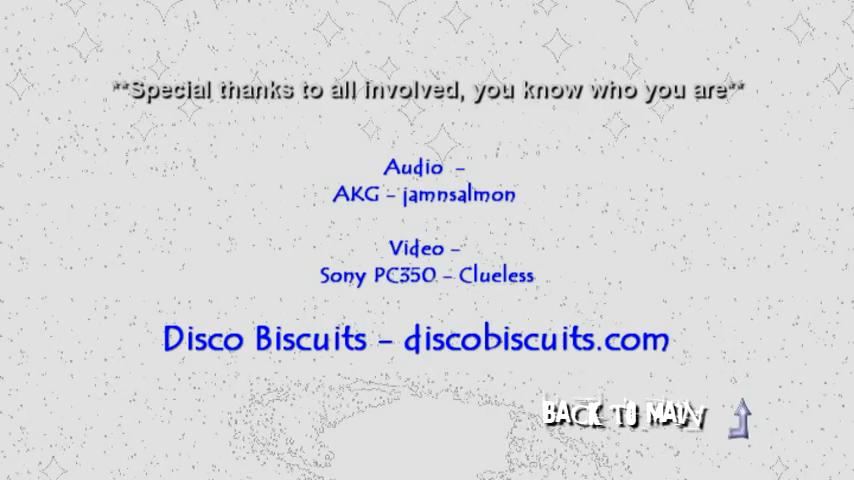 **Special thanks to all involved, you know who you are**
Audio -
AKG - jamnsalmon
Video -
Sony PC350 - Clueless
Disco Biscuits - discobiscuits.com
BACK TO MAIN